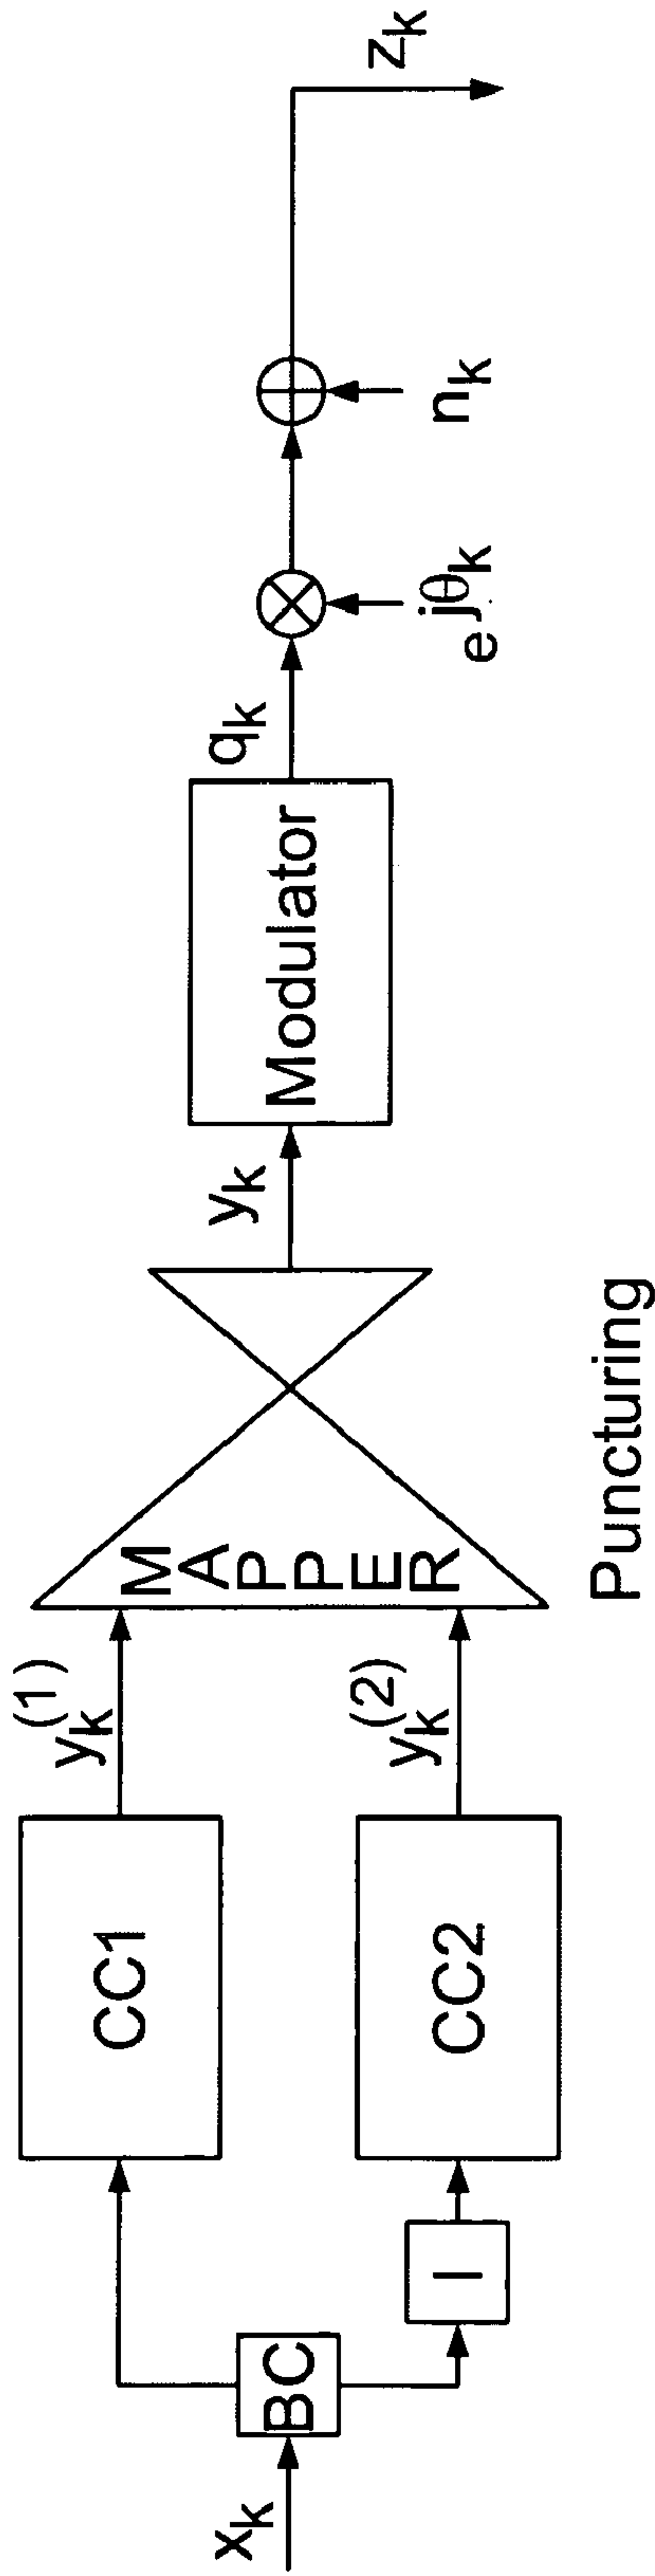 x_k
BC
I
CC1
CC2
y_k^(1)
y_k^(2)
MAPPER
Puncturing
y_k
Modulator
q_k
e^jθ_k
n_k
z_k